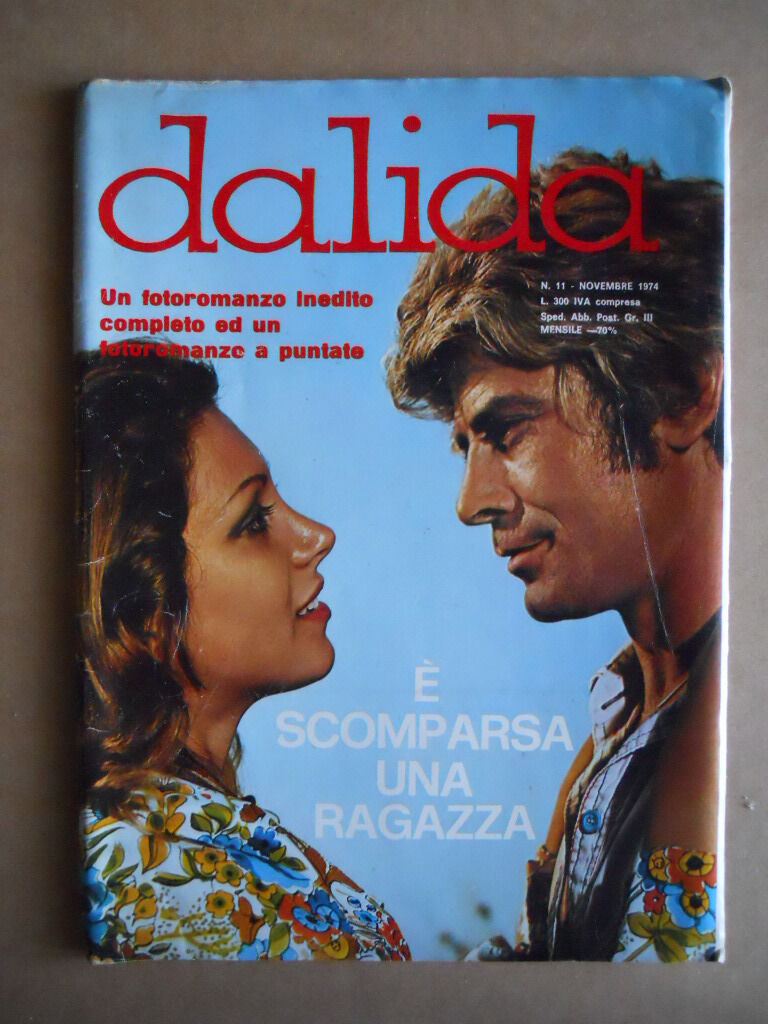 dalida
Un fotoromanzo inedito
completo ed un
fotoromanzo a puntate
N. 11 - NOVEMBRE 1974
L. 300 IVA compresa
Sped. Abb. Post. Gr. III
MENSILE —70%
È
SCOMPARSA
UNA
RAGAZZA